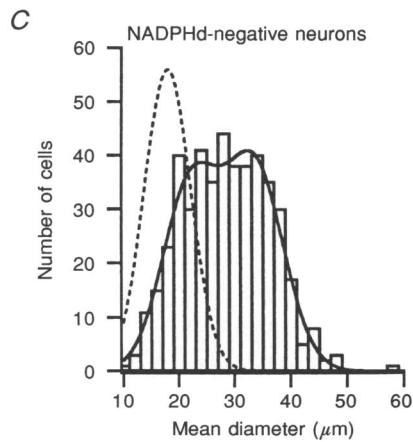 C
NADPHd-negative neurons
Number of cells
60
50
40
30
20
10
0
10 20 30 40 50 60
Mean diameter (μm)